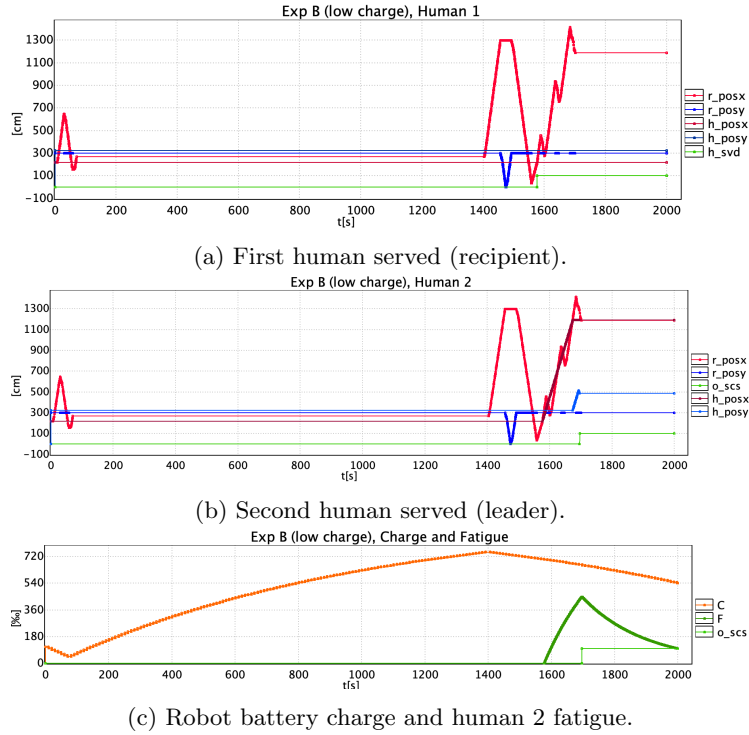 Exp B (low charge), Human 1
[cm]
1300
1100
900
700
500
300
100
−100
0 200 400 600 800 1000 1200 1400 1600 1800 2000
t[s]
r_posx
r_posy
h_posx
h_posy
h_svd
(a) First human served (recipient).
Exp B (low charge), Human 2
[cm]
1300
1100
900
700
500
300
100
−100
0 200 400 600 800 1000 1200 1400 1600 1800 2000
t[s]
r_posx
r_posy
o_scs
h_posx
h_posy
(b) Second human served (leader).
Exp B (low charge), Charge and Fatigue
[‰]
720
540
360
180
0
0 200 400 600 800 1000 1200 1400 1600 1800 2000
t[s]
C
F
o_scs
(c) Robot battery charge and human 2 fatigue.